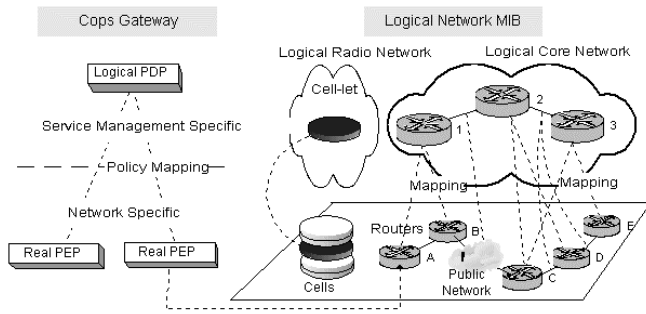 Cops Gateway
Logical Network MIB
Logical PDP
Service Management Specific
Policy Mapping
Network Specific
Real PEP
Real PEP
Logical Radio Network
Cell-let
Logical Core Network
1
2
3
Mapping
Mapping
Routers
A
B
Public
Network
C
D
E
Cells